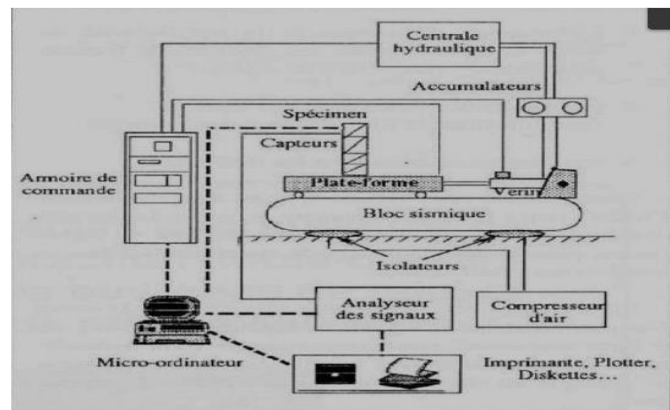 Centrale
hydraulique
Accumulateurs
Spécimen
Capteurs
Armoire de
commande
Plate-forme
Verin
Bloc sismique
Isolateurs
Analyseur
des signaux
Compresseur
d'air
Micro-ordinateur
Imprimante, Plotter,
Diskettes...